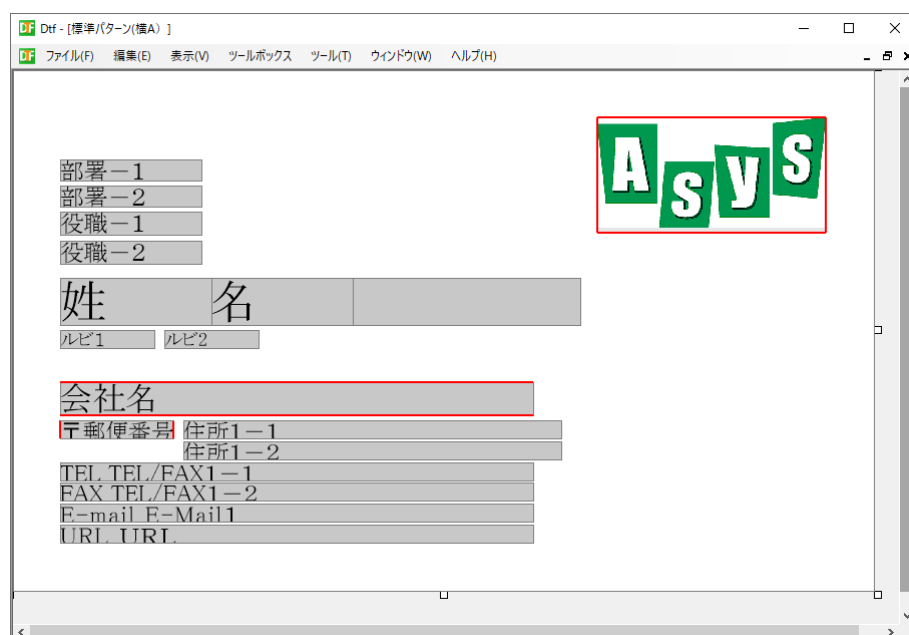 Dtf - [標準パターン(横A) ]
ファイル(F) 編集(E) 表示(V) ツールボックス ツール(T) ウィンドウ(W) ヘルプ(H)
Asys
部署－1
部署－2
役職－1
役職－2
姓 名
ルビ1 ルビ2
会社名
〒郵便番号 住所1－1
住所1－2
TEL TEL/FAX1－1
FAX TEL/FAX1－2
E-mail E-Mail1
URL URL